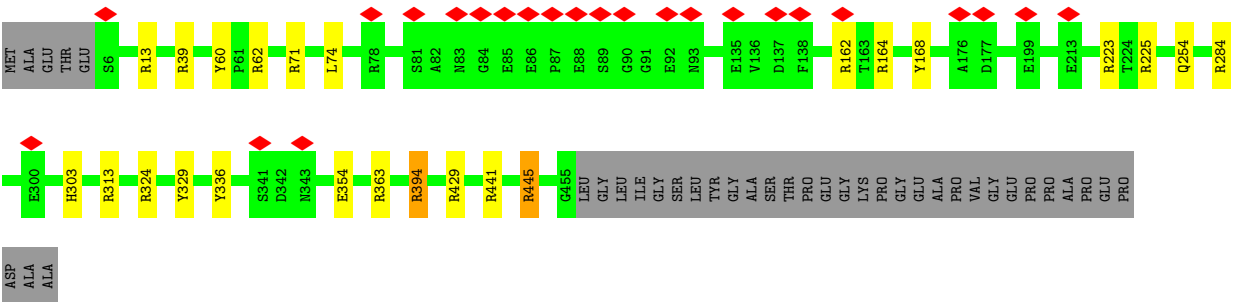 MET ALA GLU THR GLU S6 R13 R39 Y60 P61 R62 R71 L74 R78 S81 A82 N83 G84 E85 E86 P87 E88 S89 G90 G91 E92 N93 E135 V136 D137 F138 R162 T163 R164 Y168 A176 D177 E199 E213 R223 T224 R225 Q254 R284
E300 H303 R313 R324 Y329 Y336 S341 D342 N343 E354 R363 R394 R429 R441 R445 G455 LEU GLY LEU ILE GLY SER LEU TYR GLY ALA SER THR PRO GLU GLY LYS PRO PRO GLY GLU ALA PRO VAL GLY GLU PRO PRO ALA PRO GLU PRO
ASP ALA ALA